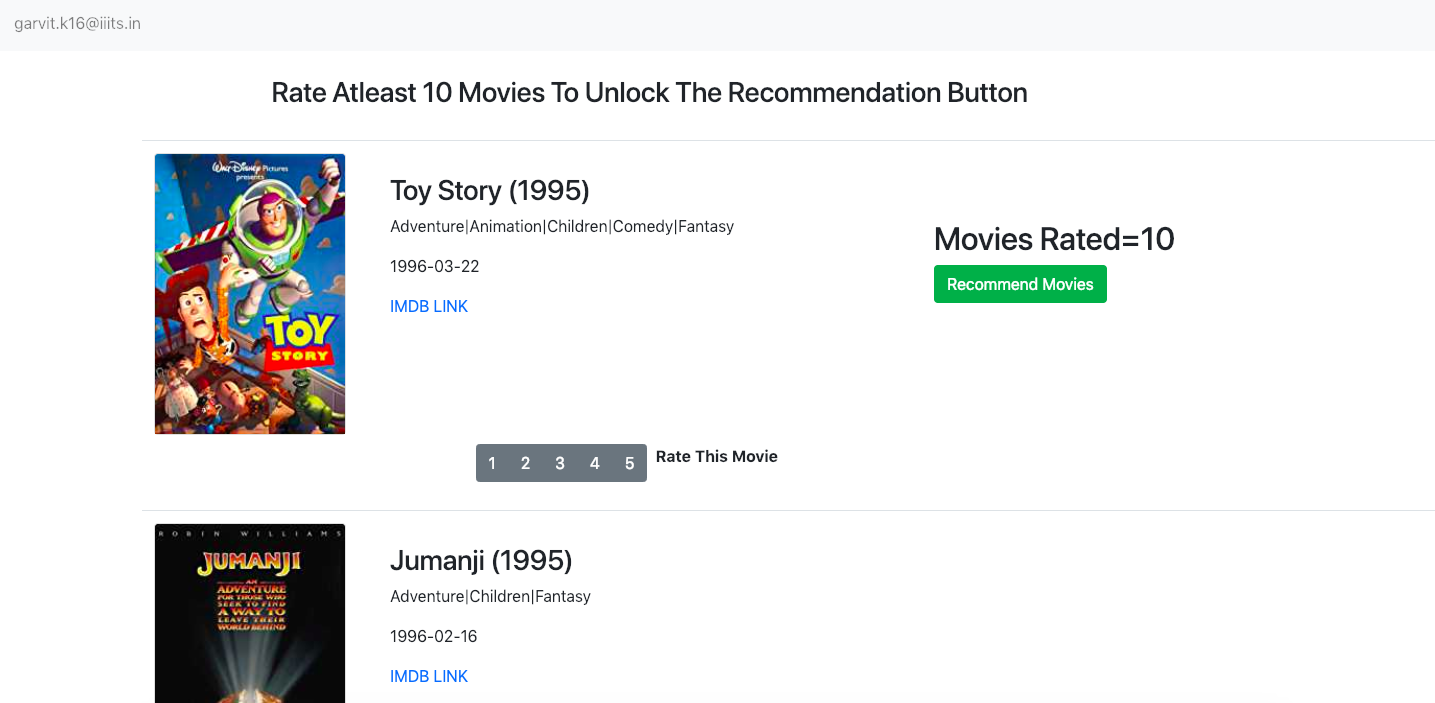 garvit.k16@iiits.in
Rate Atleast 10 Movies To Unlock The Recommendation Button
WALT DISNEY PICTURES
presents
TOY
STORY
Toy Story (1995)
Adventure|Animation|Children|Comedy|Fantasy
1996-03-22
IMDB LINK
Movies Rated=10
Recommend Movies
1 2 3 4 5 Rate This Movie
ROBIN WILLIAMS
JUMANJI
AN
ADVENTURE
FOR THOSE WHO
SEEK TO FIND
A WAY TO
LEAVE THEIR
WORLD BEHIND
Jumanji (1995)
Adventure|Children|Fantasy
1996-02-16
IMDB LINK